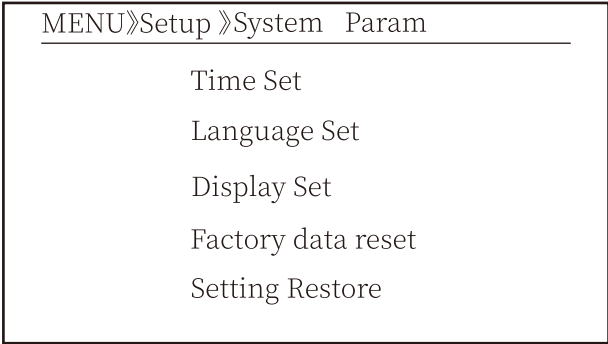 MENU》Setup 》System Param
Time Set
Language Set
Display Set
Factory data reset
Setting Restore